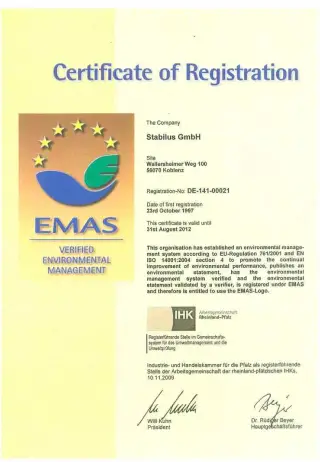 Certificate of Registration
The Company
Stabilus GmbH
Site
Wallersheimer Weg 100
56070 Koblenz
Registration-No: DE-141-00021
Date of first registration
23rd October 1997
This certificate is valid until
31st August 2012
EMAS
VERIFIED
ENVIRONMENTAL
MANAGEMENT
This organisation has established an environmental manage-
ment system according to EU-Regulation 761/2001 and EN
ISO 14001:2004 section 4 to promote the continual
improvement of environmental performance, publishes an
environmental statement, has the environmental
management system verified and the environmental
statement validated by a verifier, is registered under EMAS
and therefore is entitled to use the EMAS-Logo.
IHK
Arbeitsgemeinschaft
Rheinland-Pfalz
Registerführende Stelle im Gemeinschafts-
system für das Umweltmanagement und die
Umweltprüfung
Industrie- und Handelskammer für die Pfalz als registerführende
Stelle der Arbeitsgemeinschaft der rheinland-pfälzischen IHKs,
10.11.2009
Willi Kuhn
Präsident
Dr. Rüdiger Beyer
Hauptgeschäftsführer